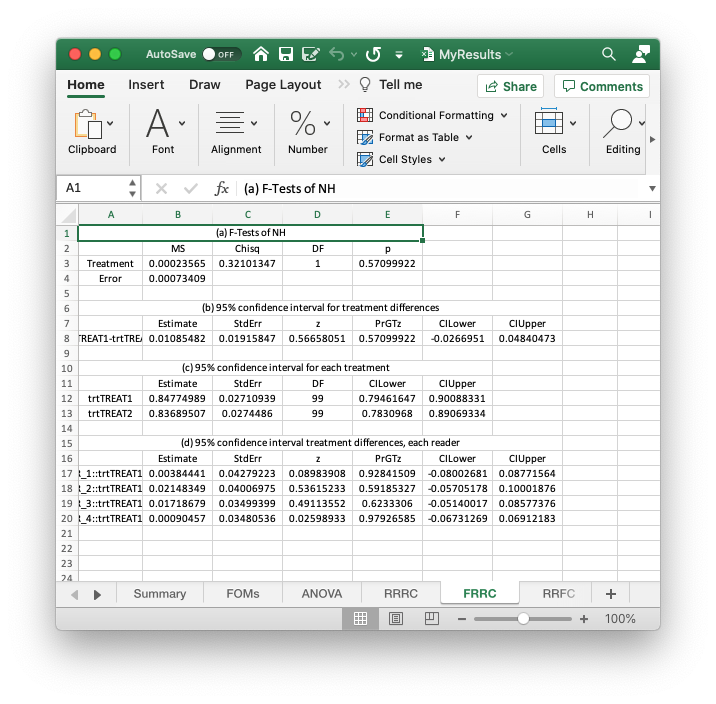 AutoSave OFF MyResults
Home Insert Draw Page Layout Tell me Share Comments
Clipboard Font Alignment Number Conditional Formatting Format as Table Cell Styles Cells Editing
A1 fx (a) F-Tests of NH
A B C D E F G H I
1 (a) F-Tests of NH
2 MS Chisq DF p
3 Treatment 0.00023565 0.32101347 1 0.57099922
4 Error 0.00073409
5
6 (b) 95% confidence interval for treatment differences
7 Estimate StdErr z PrGTz CILower CIUpper
8 TREAT1-trtTREA 0.01085482 0.01915847 0.56658051 0.57099922 -0.0266951 0.04840473
9
10 (c) 95% confidence interval for each treatment
11 Estimate StdErr DF CILower CIUpper
12 trtTREAT1 0.84774989 0.02710939 99 0.79461647 0.90088331
13 trtTREAT2 0.83689507 0.0274486 99 0.7830968 0.89069334
14
15 (d) 95% confidence interval treatment differences, each reader
16 Estimate StdErr z PrGTz CILower CIUpper
17 R_1::trtTREAT1 0.00384441 0.04279223 0.08983908 0.92841509 -0.08002681 0.08771564
18 R_2::trtTREAT1 0.02148349 0.04006975 0.53615233 0.59185327 -0.05705178 0.10001876
19 R_3::trtTREAT1 0.01718679 0.03499399 0.49113552 0.6233306 -0.05140017 0.08577376
20 R_4::trtTREAT1 0.00090457 0.03480536 0.02598933 0.97926585 -0.06731269 0.06912183
21
22
23
24
Summary FOMs ANOVA RRRC FRRC RRFC +
100%